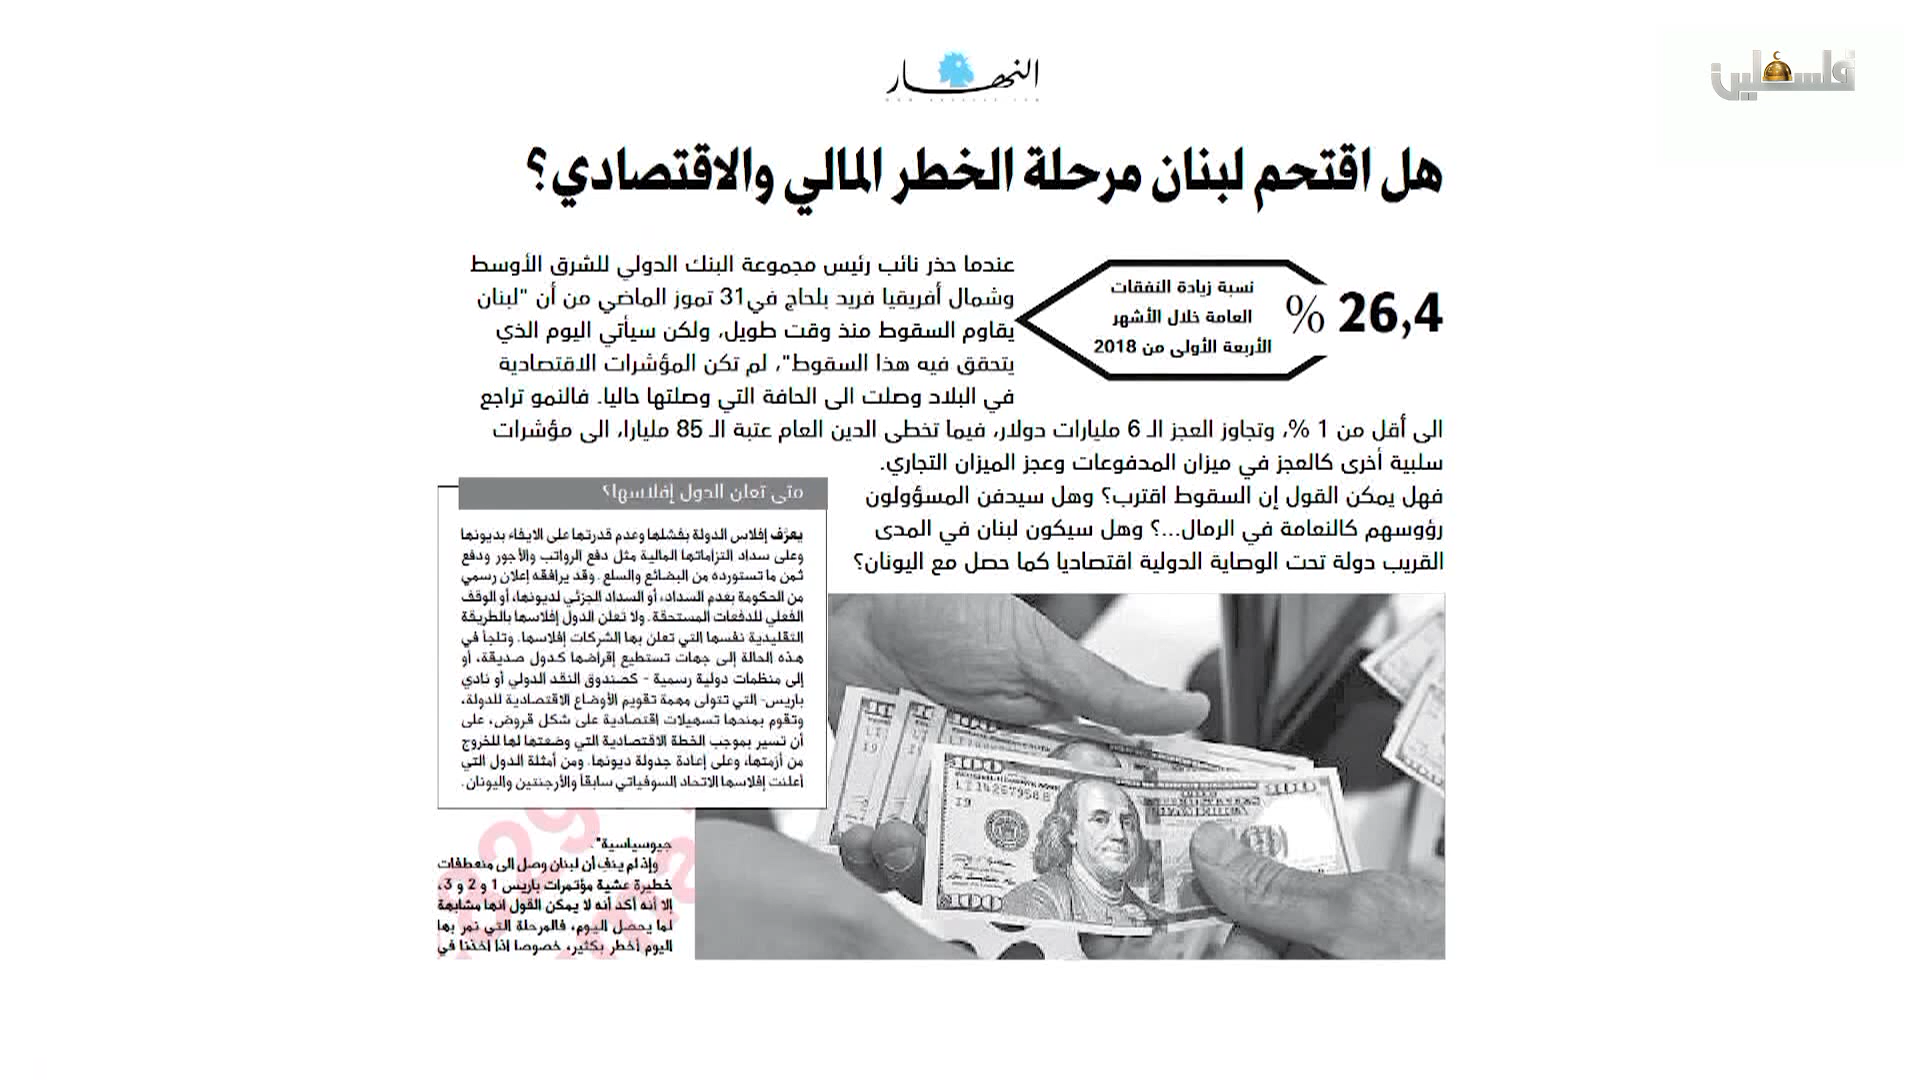 النهار
فلسطين
هل اقتحم لبنان مرحلة الخطر المالي والاقتصادي؟
26,4 %
نسبة زيادة النفقات
العامة خلال الأشهر
الأربعة الأولى من 2018
عندما حذر نائب رئيس مجموعة البنك الدولي للشرق الأوسط
وشمال أفريقيا فريد بلحاج في31 تموز الماضي من أن "لبنان
يقاوم السقوط منذ وقت طويل، ولكن سيأتي اليوم الذي
يتحقق فيه هذا السقوط"، لم تكن المؤشرات الاقتصادية
في البلاد وصلت الى الحافة التي وصلتها حاليا. فالنمو تراجع
الى أقل من 1 %، وتجاوز العجز الـ 6 مليارات دولار، فيما تخطى الدين العام عتبة الـ 85 مليارا، الى مؤشرات
سلبية أخرى كالعجز في ميزان المدفوعات وعجز الميزان التجاري.
فهل يمكن القول إن السقوط اقترب؟ وهل سيدفن المسؤولون
رؤوسهم كالنعامة في الرمال...؟ وهل سيكون لبنان في المدى
القريب دولة تحت الوصاية الدولية اقتصاديا كما حصل مع اليونان؟
متى تعلن الدول إفلاسها؟
يعرَّف إفلاس الدولة بفشلها وعدم قدرتها على الايفاء بديونها
وعلى سداد التزاماتها المالية مثل دفع الرواتب والأجور ودفع
ثمن ما تستورده من البضائع والسلع. وقد يرافقه إعلان رسمي
من الحكومة بعدم السداد، أو السداد الجزئي لديونها، أو الوقف
الفعلي للدفعات المستحقة. ولا تعلن الدول إفلاسها بالطريقة
التقليدية نفسها التي تعلن بها الشركات إفلاسها. وتلجأ في
هذه الحالة إلى جهات تستطيع إقراضها كدول صديقة، أو
إلى منظمات دولية رسمية - كصندوق النقد الدولي أو نادي
باريس- التي تتولى مهمة تقويم الأوضاع الاقتصادية للدولة،
وتقوم بمنحها تسهيلات اقتصادية على شكل قروض، على
أن تسير بموجب الخطة الاقتصادية التي وضعتها لها للخروج
من أزمتها، وعلى إعادة جدولة ديونها. ومن أمثلة الدول التي
أعلنت إفلاسها الاتحاد السوفياتي سابقاً والأرجنتين واليونان.
جيوسياسية".
وإذ لم ينفِ أن لبنان وصل الى منعطفات
خطيرة عشية مؤتمرات باريس 1 و 2 و 3،
إلا أنه أكد أنه لا يمكن القول انها مشابهة
لما يحصل اليوم، فالمرحلة التي نمر بها
اليوم أخطر بكثير، خصوصا اذا اخذنا في
100